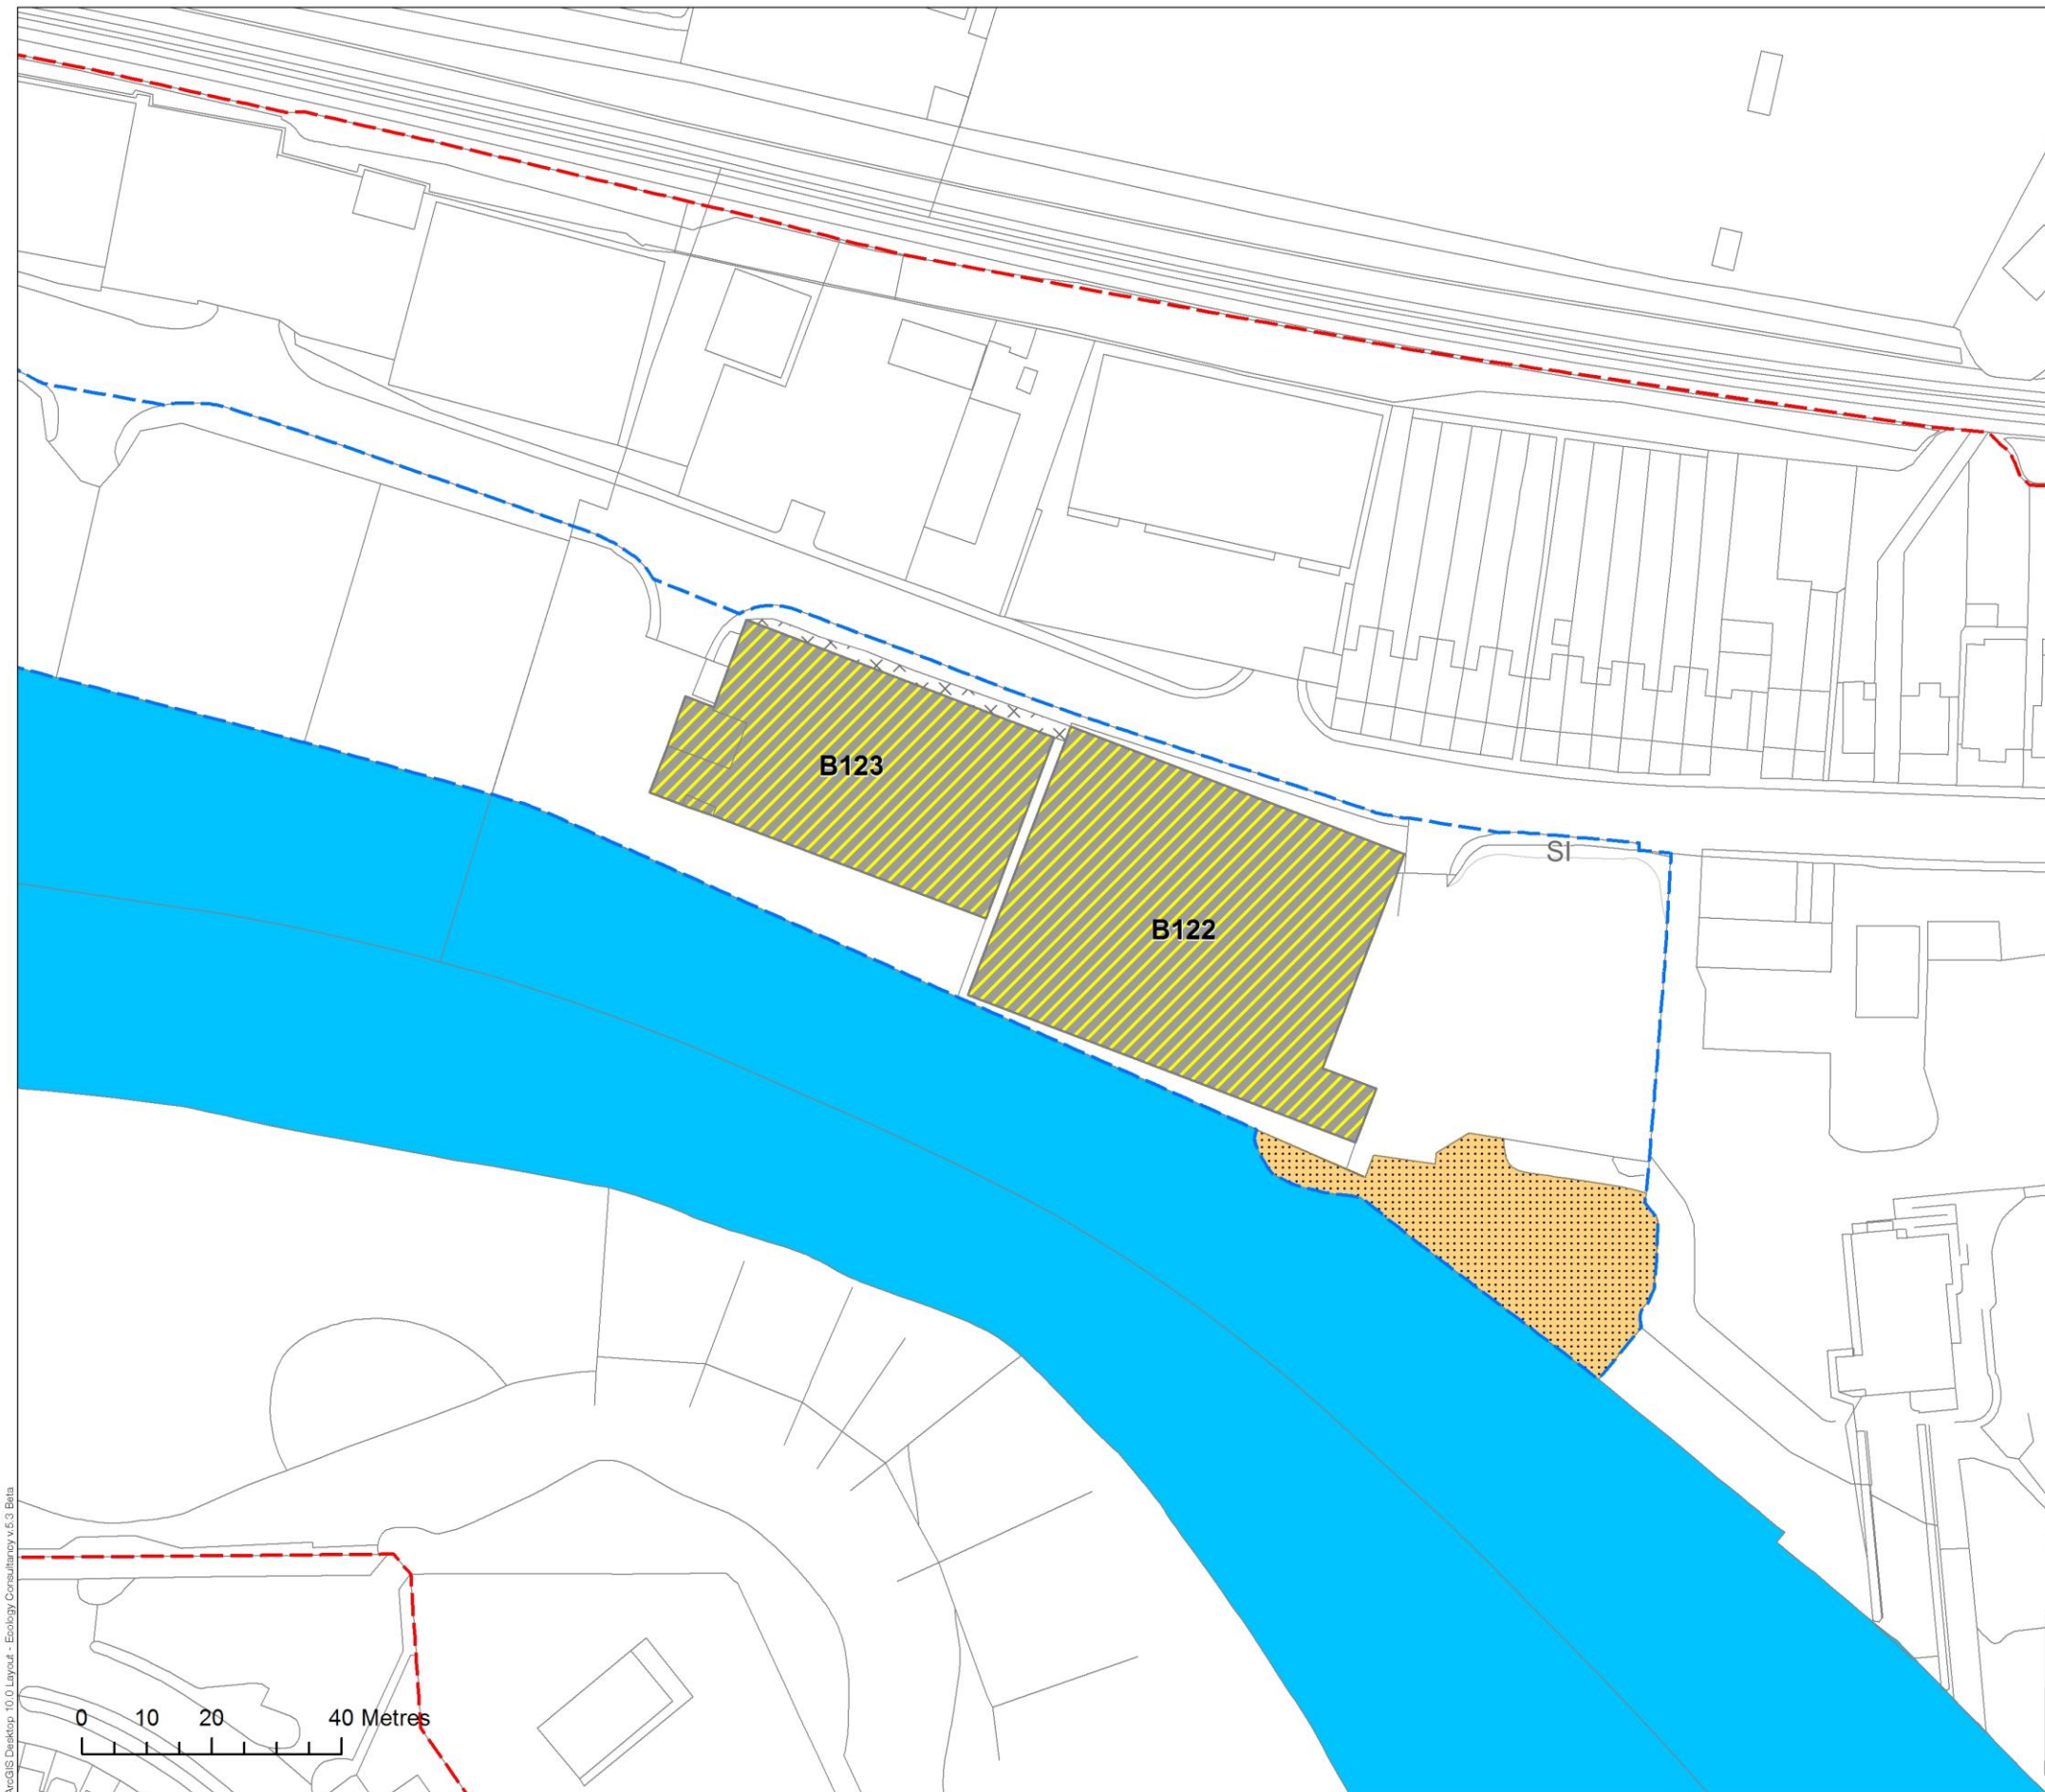 B123
SI
B122
0 10 20 40 Metres
ArcGIS Desktop 10.0 Layout - Ecology Consultancy v.5.3 Beta